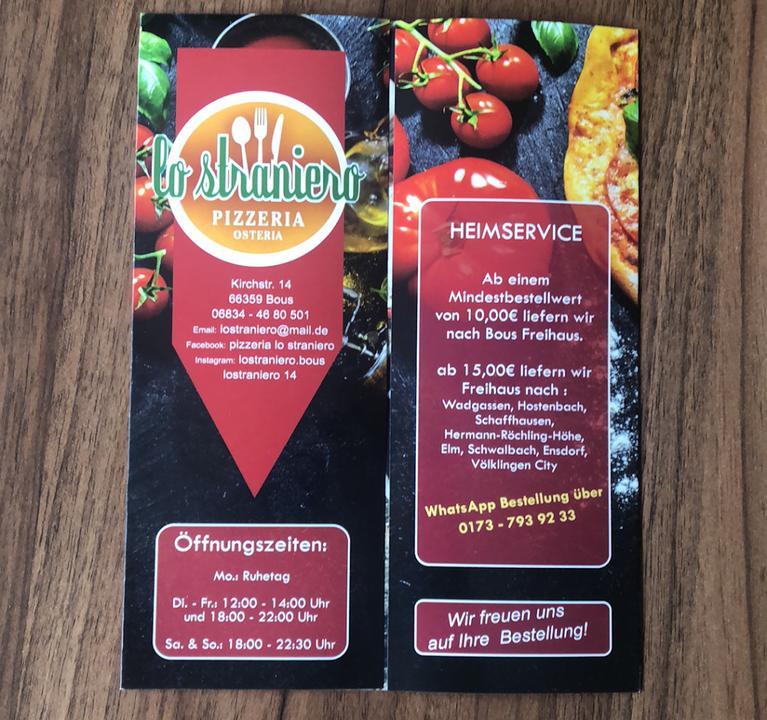 lo straniero
PIZZERIA
OSTERIA
Kirchstr. 14
66359 Bous
06834 - 46 80 501
Email: lostraniero@mail.de
Facebook: pizzeria lo straniero
Instagram: lostraniero.bous
lostraniero 14
Öffnungszeiten:
Mo.: Ruhetag
Di. - Fr.: 12:00 - 14:00 Uhr
und 18:00 - 22:00 Uhr
Sa. & So.: 18:00 - 22:30 Uhr
HEIMSERVICE
Ab einem
Mindestbestellwert
von 10,00€ liefern wir
nach Bous Freihaus.
ab 15,00€ liefern wir
Freihaus nach :
Wadgassen, Hostenbach,
Schaffhausen,
Hermann-Röchling-Höhe,
Elm, Schwalbach, Ensdorf,
Völklingen City
WhatsApp Bestellung über
0173 - 793 92 33
Wir freuen uns
auf Ihre Bestellung!